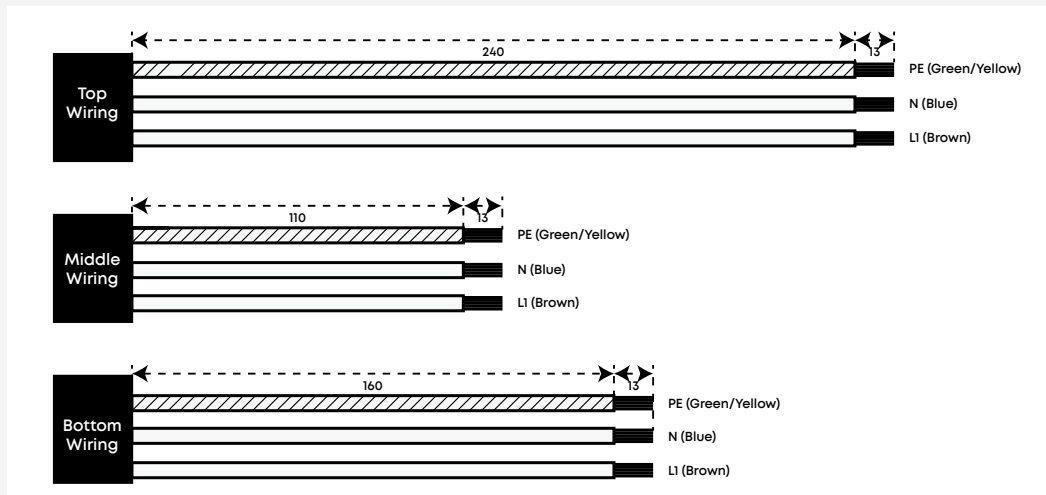 240
13
PE (Green/Yellow)
Top
Wiring
N (Blue)
L1 (Brown)
110
13
PE (Green/Yellow)
Middle
Wiring
N (Blue)
L1 (Brown)
160
13
PE (Green/Yellow)
Bottom
Wiring
N (Blue)
L1 (Brown)